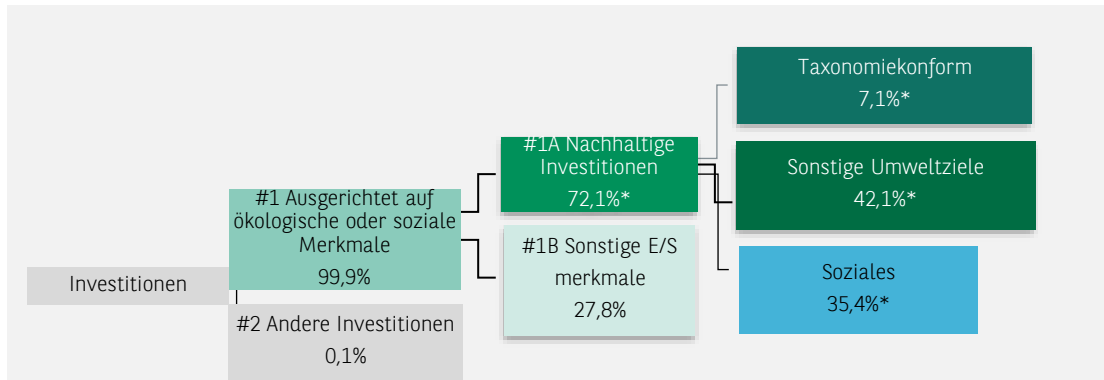 Investitionen
#1 Ausgerichtet auf
ökologische oder soziale
Merkmale
99,9%
#2 Andere Investitionen
0,1%
#1A Nachhaltige
Investitionen
72,1%*
#1B Sonstige E/S
merkmale
27,8%
Taxonomiekonform
7,1%*
Sonstige Umweltziele
42,1%*
Soziales
35,4%*